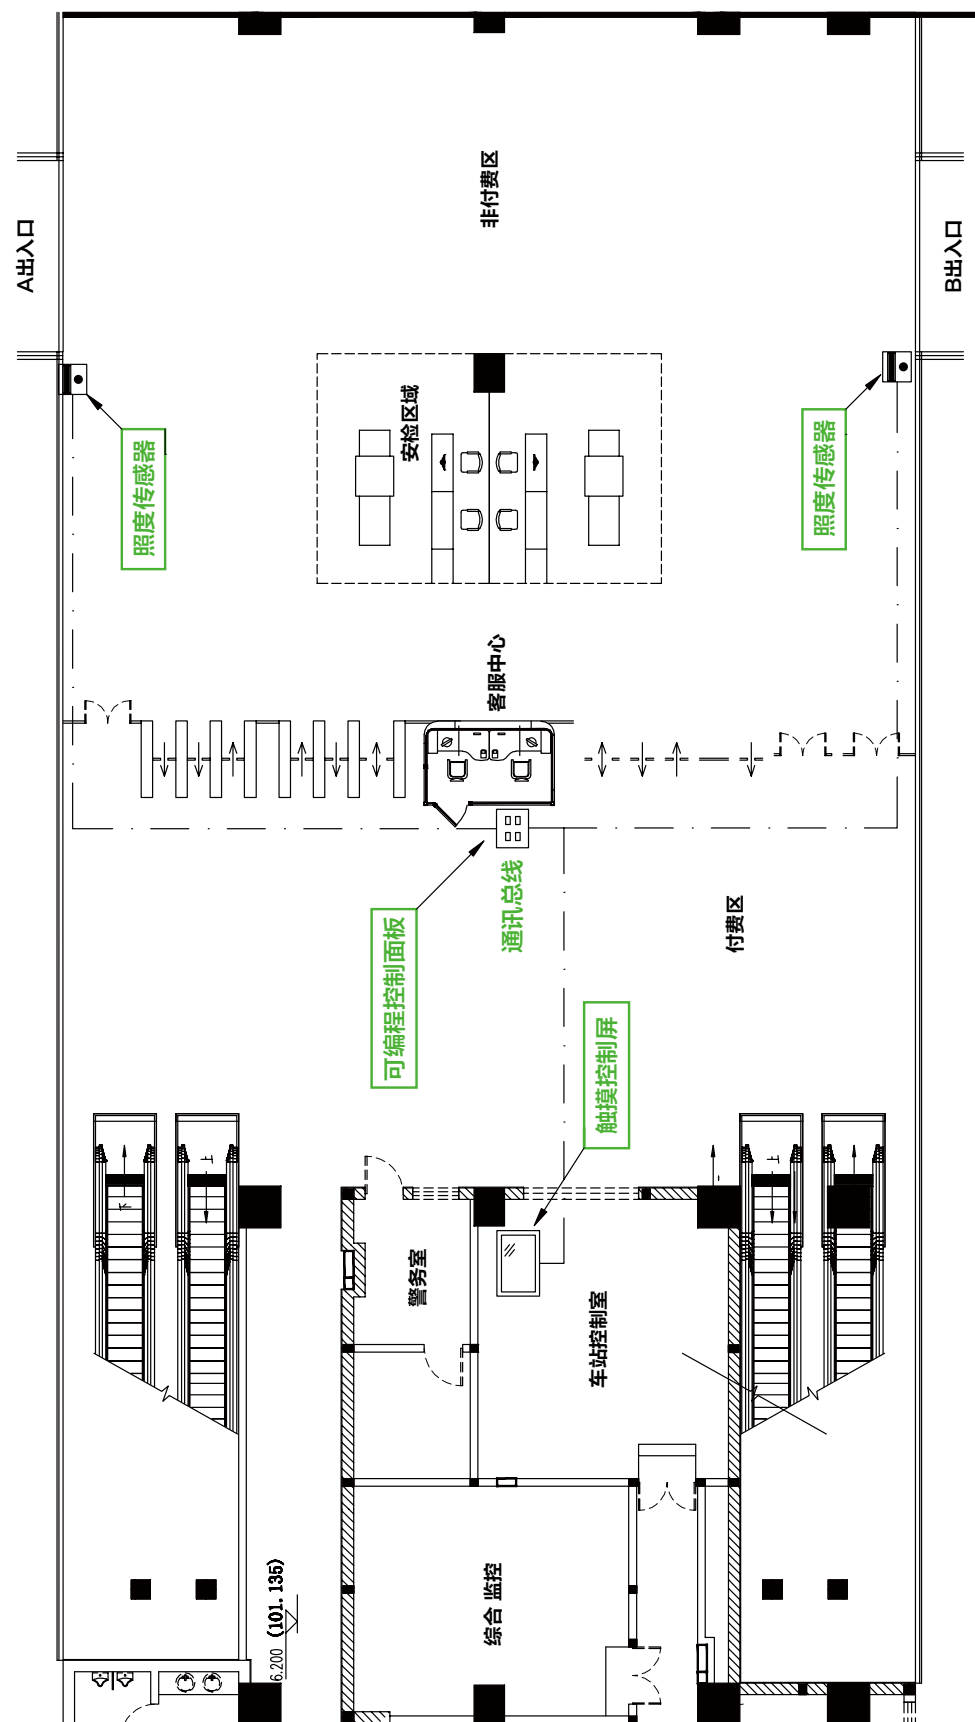 非付费区
A出入口
B出入口
安检区域
照度传感器
照度传感器
客服中心
通讯总线
付费区
可编程控制面板
触摸控制屏
下
上
上
警务室
车站控制室
综合 监控
6.200 (101.135)